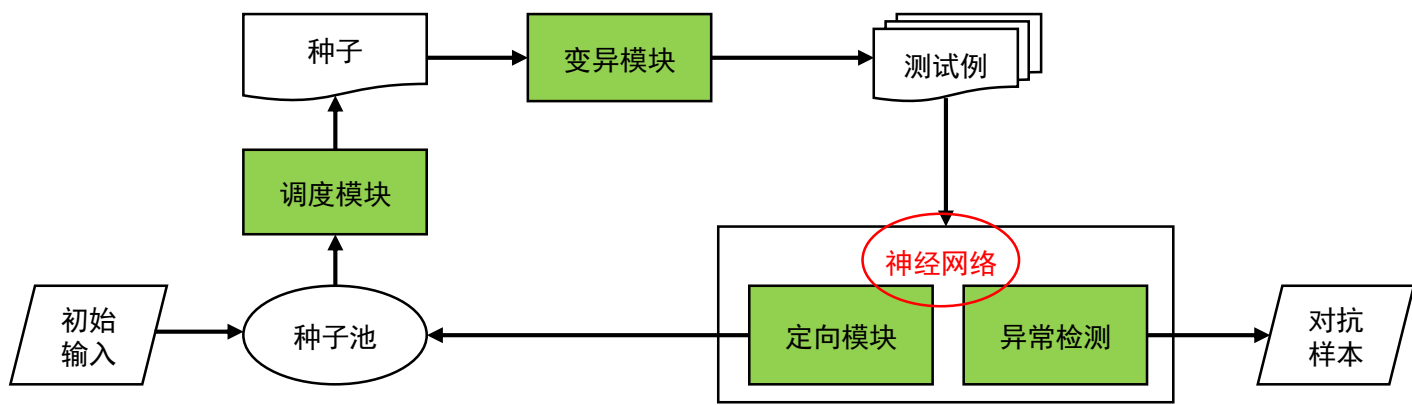 种子
变异模块
测试例
调度模块
神经网络
初始
输入
种子池
定向模块
异常检测
对抗
样本